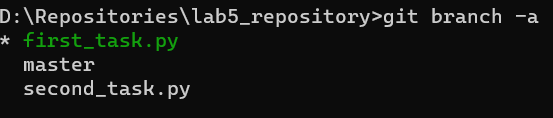 D:\Repositories\lab5_repository>git branch -a
* first_task.py
  master
  second_task.py